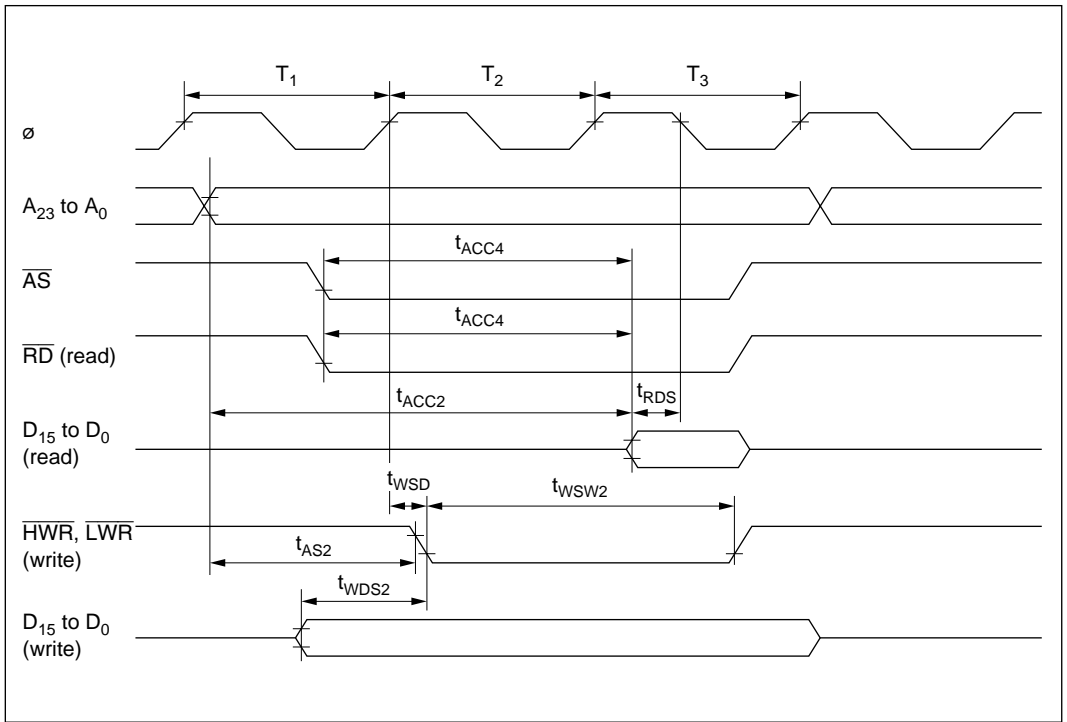 T1 T2 T3
ø
A23 to A0
tACC4
AS
tACC4
RD (read)
tACC2 tRDS
D15 to D0
(read)
tWSD tWSW2
HWR, LWR
(write)
tAS2
tWDS2
D15 to D0
(write)